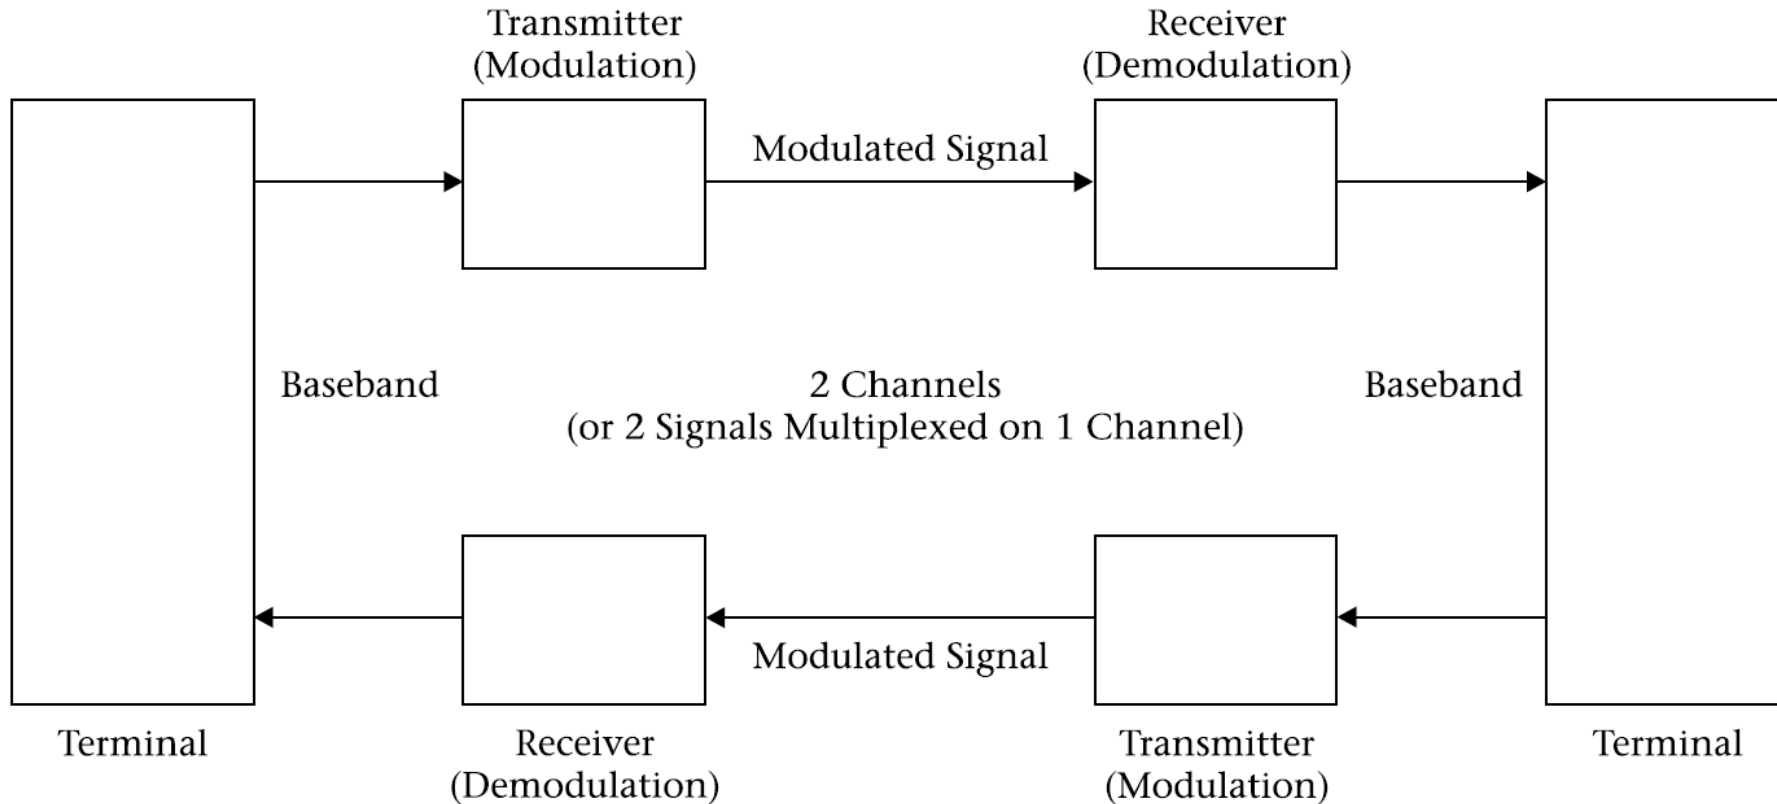 Transmitter
(Modulation)
Receiver
(Demodulation)
Modulated Signal
Baseband
2 Channels
(or 2 Signals Multiplexed on 1 Channel)
Baseband
Modulated Signal
Terminal
Receiver
(Demodulation)
Transmitter
(Modulation)
Terminal